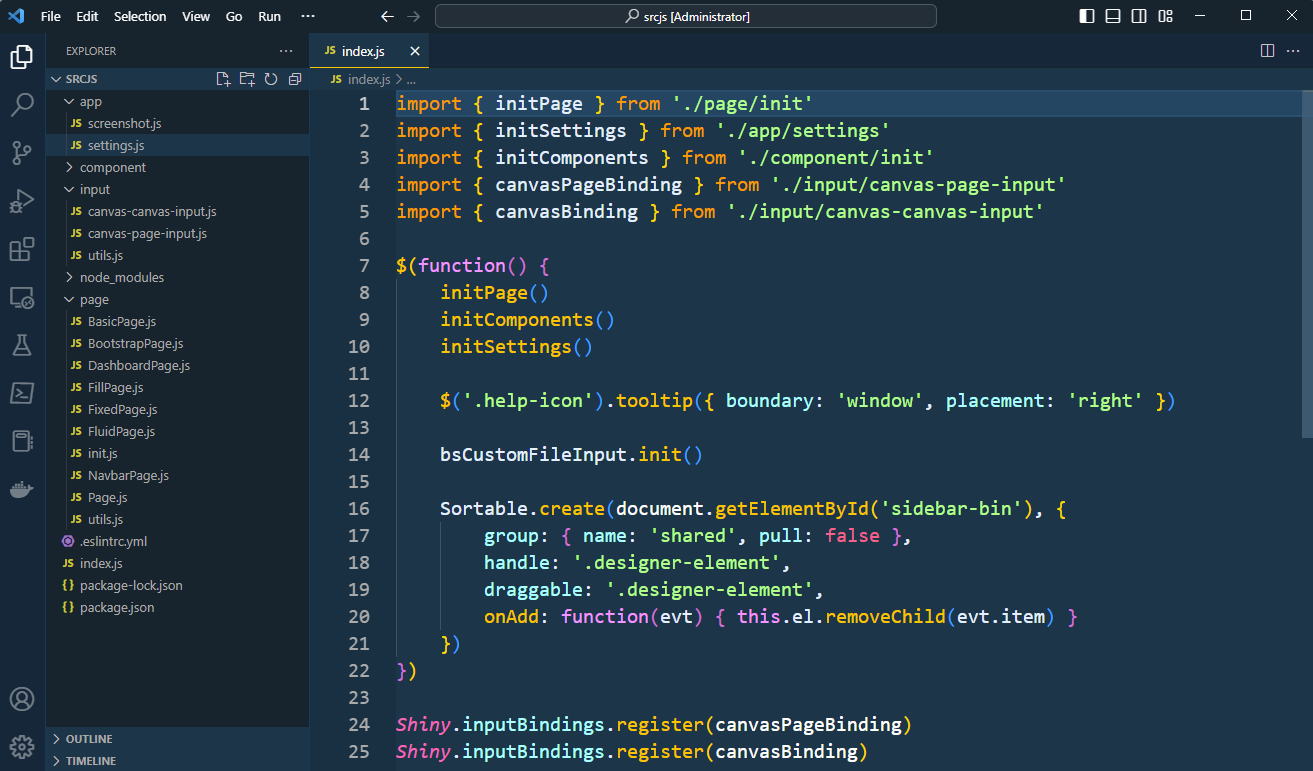 File Edit Selection View Go Run ··· srcjs [Administrator]
EXPLORER ···
SRCJS
app
JS screenshot.js
JS settings.js
component
input
JS canvas-canvas-input.js
JS canvas-page-input.js
JS utils.js
node_modules
page
JS BasicPage.js
JS BootstrapPage.js
JS DashboardPage.js
JS FillPage.js
JS FixedPage.js
JS FluidPage.js
JS init.js
JS NavbarPage.js
JS Page.js
JS utils.js
.eslintrc.yml
JS index.js
{} package-lock.json
{} package.json
OUTLINE
TIMELINE
JS index.js
JS index.js > ...
1 import { initPage } from './page/init'
2 import { initSettings } from './app/settings'
3 import { initComponents } from './component/init'
4 import { canvasPageBinding } from './input/canvas-page-input'
5 import { canvasBinding } from './input/canvas-canvas-input'
6
7 $(function() {
8     initPage()
9     initComponents()
10     initSettings()
11
12     $('.help-icon').tooltip({ boundary: 'window', placement: 'right' })
13
14     bsCustomFileInput.init()
15
16     Sortable.create(document.getElementById('sidebar-bin'), {
17         group: { name: 'shared', pull: false },
18         handle: '.designer-element',
19         draggable: '.designer-element',
20         onAdd: function(evt) { this.el.removeChild(evt.item) }
21     })
22 })
23
24 Shiny.inputBindings.register(canvasPageBinding)
25 Shiny.inputBindings.register(canvasBinding)